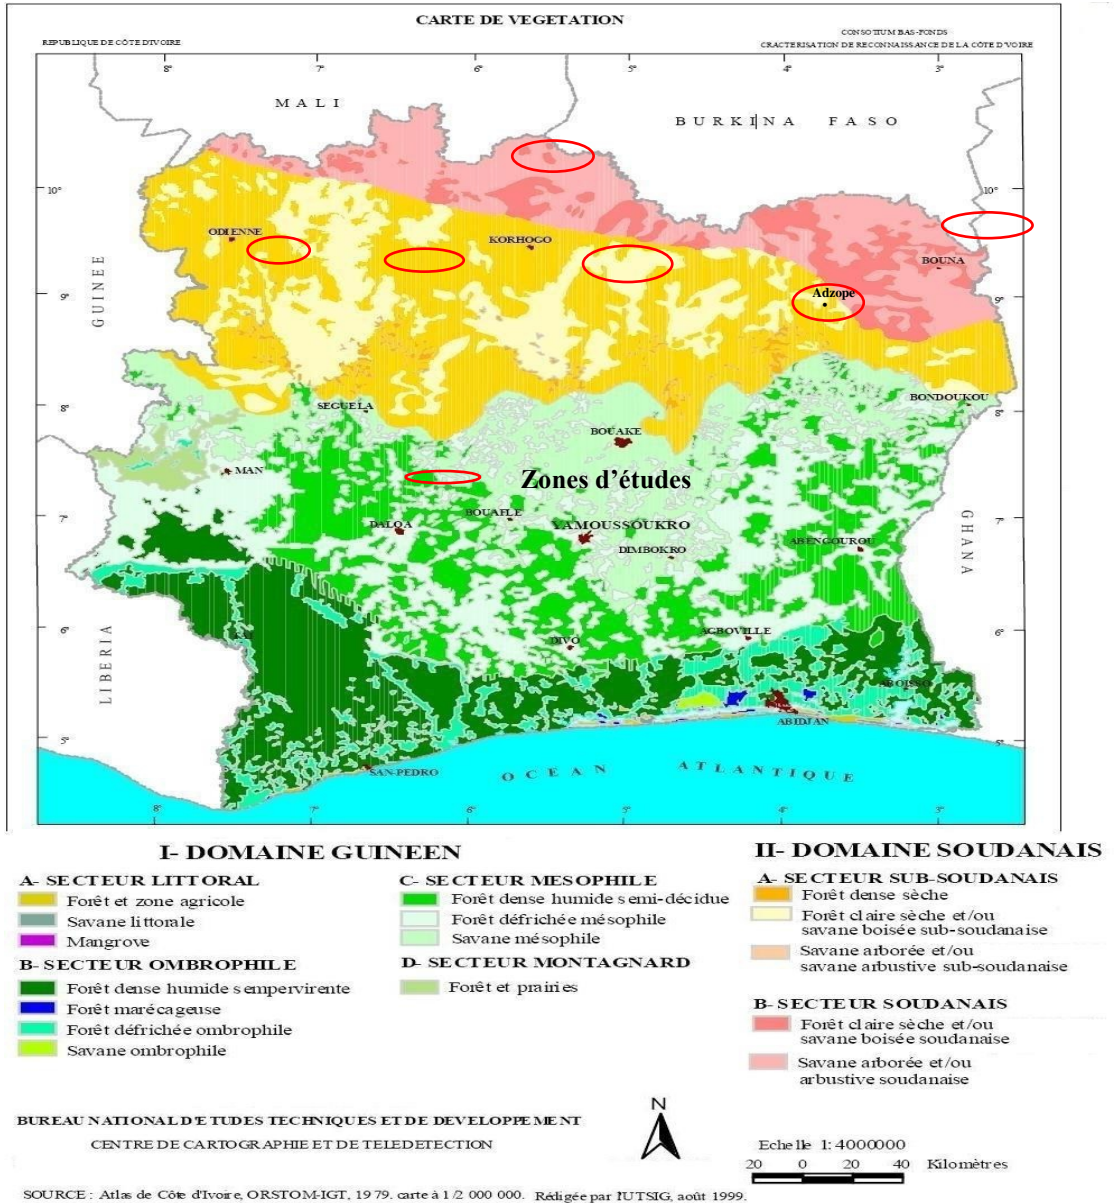 CARTE DE VEGETATION
REPUBLIQUE DE CÔTE D'IVOIRE
CONSOTIUM BAS-FONDS
CRACTERISATION DE RECONNAISSANCE DE LA CÔTE D'VOIRE
8° 7° 6° 5° 4° 3°
MALI
BURKINA FASO
10° 10°
ODIENNE
KORHOGO
BOUNA
GUINEE
9° 9°
Adzope
SEGUELA
BONDOUKOU
8° 8°
BOUAKE
MAN
Zones d'études
BOUAFLE
DALOA
YAMOUSSOUKRO
7° 7°
DIMBOKRO
ABENGOUROU
GHANA
LIBERIA
6° 6°
TAI
DIVO
AGBOVILLE
ABOISSO
ABIDJAN
5° 5°
SAN-PEDRO
OCEAN ATLANTIQUE
8° 7° 6° 5° 4° 3°
I- DOMAINE GUINEEN
A- SECTEUR LITTORAL
Forêt et zone agricole
Savane littorale
Mangrove
B- SECTEUR OMBROPHILE
Forêt dense humide sempervirente
Forêt marécageuse
Forêt défrichée ombrophile
Savane ombrophile
C- SECTEUR MESOPHILE
Forêt dense humide semi-décidue
Forêt défrichée mésophile
Savane mésophile
D- SECTEUR MONTAGNARD
Forêt et prairies
II- DOMAINE SOUDANAIS
A- SECTEUR SUB-SOUDANAIS
Forêt dense sèche
Forêt claire sèche et/ou
savane boisée sub-soudanaise
Savane arborée et/ou
savane arbustive sub-soudanaise
B- SECTEUR SOUDANAIS
Forêt claire sèche et/ou
savane boisée soudanaise
Savane arborée et/ou
arbustive soudanaise
BUREAU NATIONAL D'ETUDES TECHNIQUES ET DE DEVELOPPEMENT
CENTRE DE CARTOGRAPHIE ET DE TELEDETECTION
N
Echelle 1:4000000
20 0 20 40 Kilomètres
SOURCE : Atlas de Côte d'Ivoire, ORSTOM-IGT, 1979. carte à 1/2 000 000. Rédigée par l'UTSIG, août 1999.